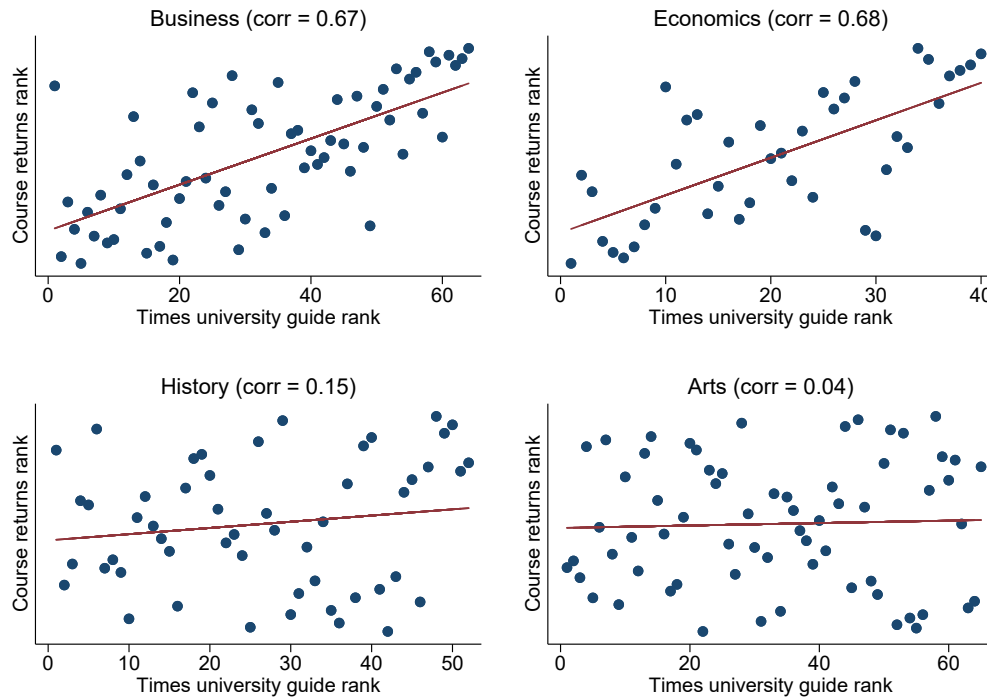 Business (corr = 0.67)
Course returns rank
0 20 40 60
Times university guide rank
Economics (corr = 0.68)
Course returns rank
0 10 20 30 40
Times university guide rank
History (corr = 0.15)
Course returns rank
0 10 20 30 40 50
Times university guide rank
Arts (corr = 0.04)
Course returns rank
0 20 40 60
Times university guide rank